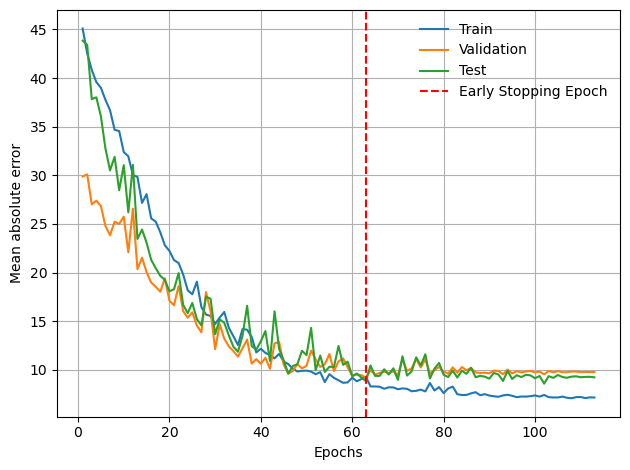 Train
Validation
Test
Early Stopping Epoch
Mean absolute error
45
40
35
30
25
20
15
10
0 20 40 60 80 100
Epochs